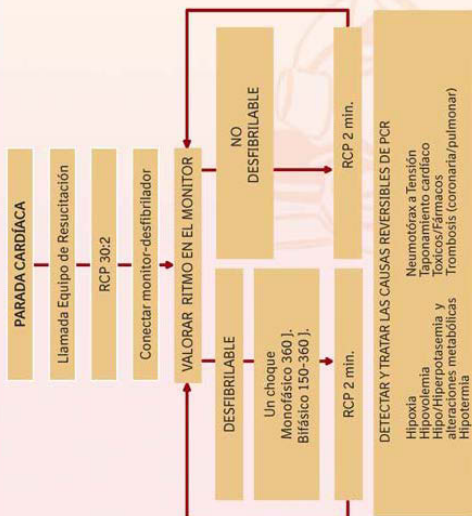 PARADA CARDÍACA
Llamada Equipo de Resucitación
RCP 30:2
Conectar monitor-desfibrilador
VALORAR RITMO EN EL MONITOR
DESFIBRILABLE
Un choque
Monofásico 360 J.
Bifásico 150-360 J.
RCP 2 min.
NO
DESFIBRILABLE
RCP 2 min.
DETECTAR Y TRATAR LAS CAUSAS REVERSIBLES DE PCR
Hipoxia
Hipovolemia
Hipo/Hiperpotasemia y
alteraciones metabólicas
Hipotermia
Neumotórax a Tensión
Taponamiento cardíaco
Toxicos/Fármacos
Trombosis (coronaria/pulmonar)